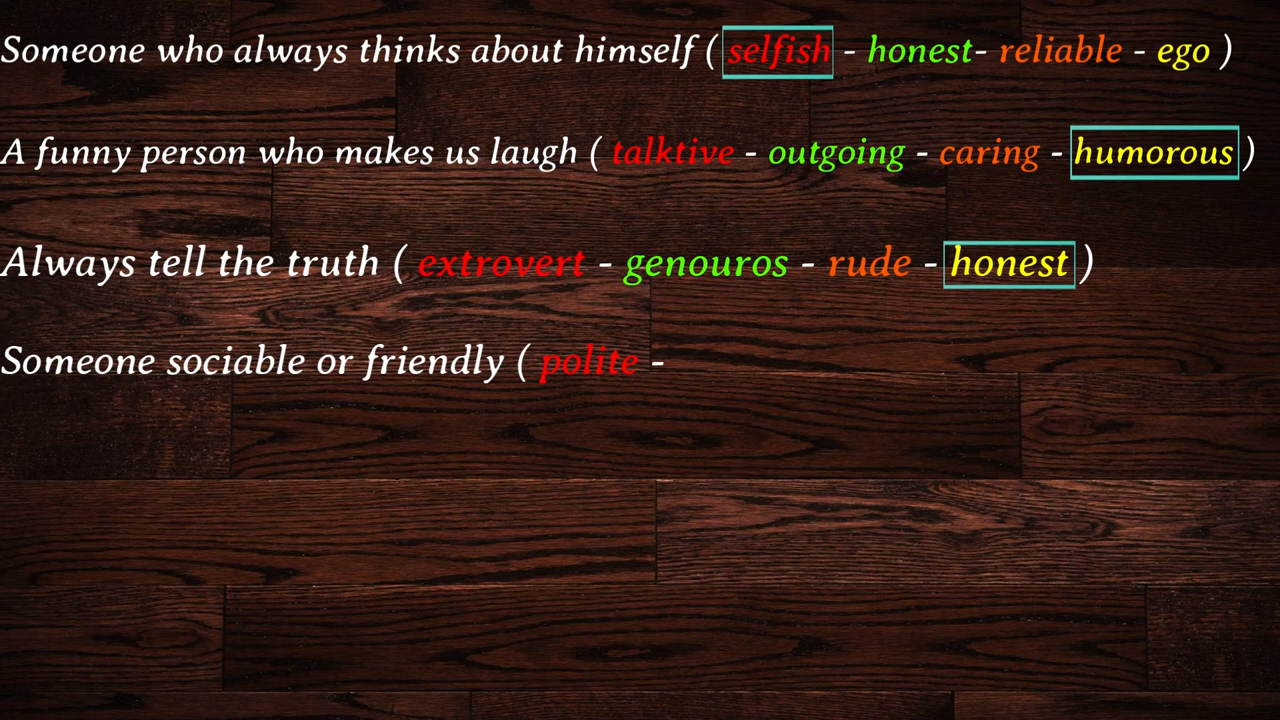 Someone who always thinks about himself ( selfish - honest- reliable - ego )
A funny person who makes us laugh ( talktive - outgoing - caring - humorous )
Always tell the truth ( extrovert - genouros - rude - honest )
Someone sociable or friendly ( polite -